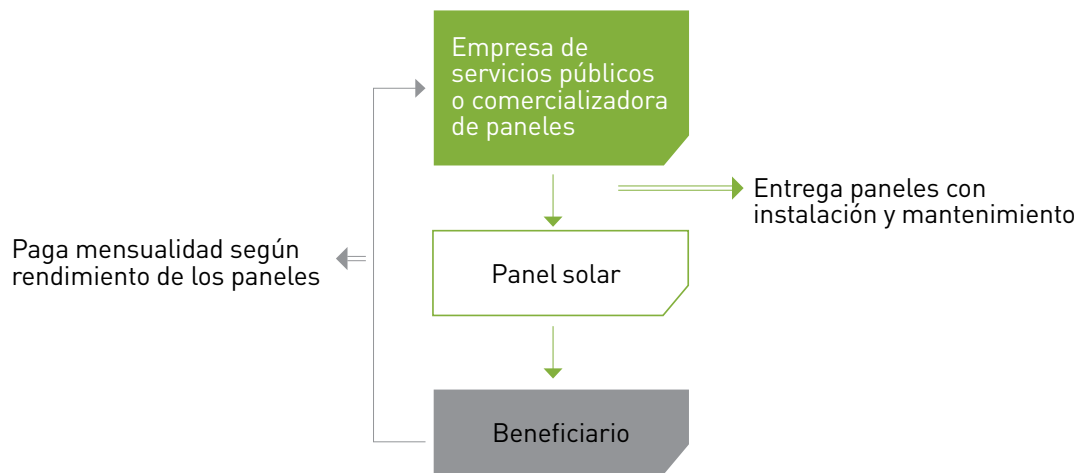 Empresa de
servicios públicos
o comercializadora
de paneles
Entrega paneles con
instalación y mantenimiento
Paga mensualidad según
rendimiento de los paneles
Panel solar
Beneficiario